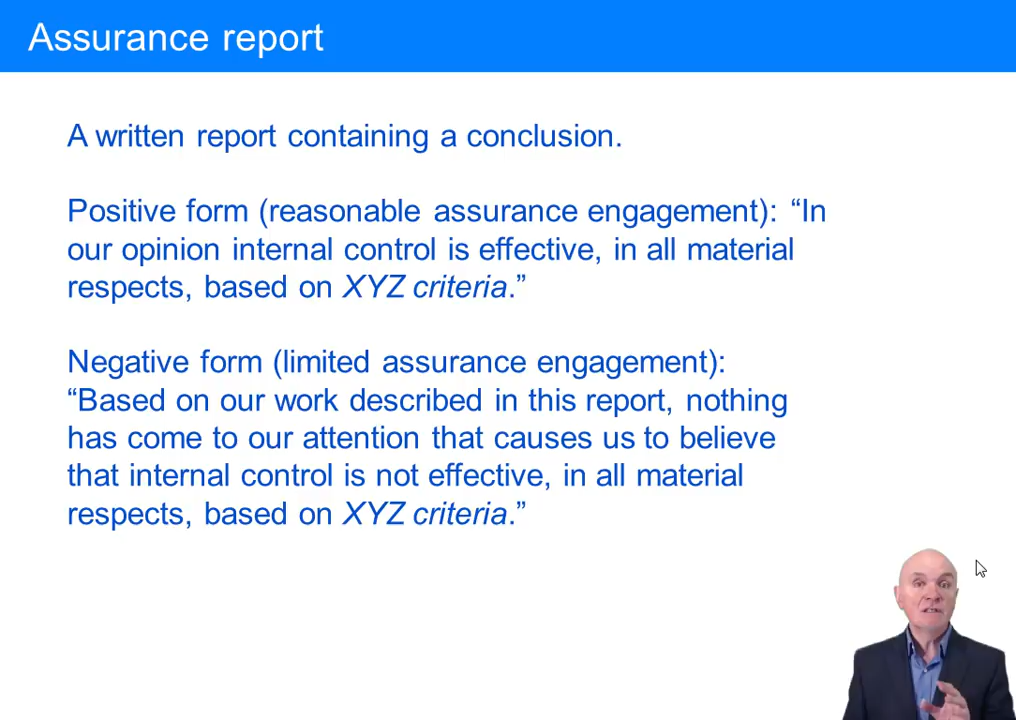 Assurance report
A written report containing a conclusion.
Positive form (reasonable assurance engagement): “In
our opinion internal control is effective, in all material
respects, based on XYZ criteria.”
Negative form (limited assurance engagement):
“Based on our work described in this report, nothing
has come to our attention that causes us to believe
that internal control is not effective, in all material
respects, based on XYZ criteria.”